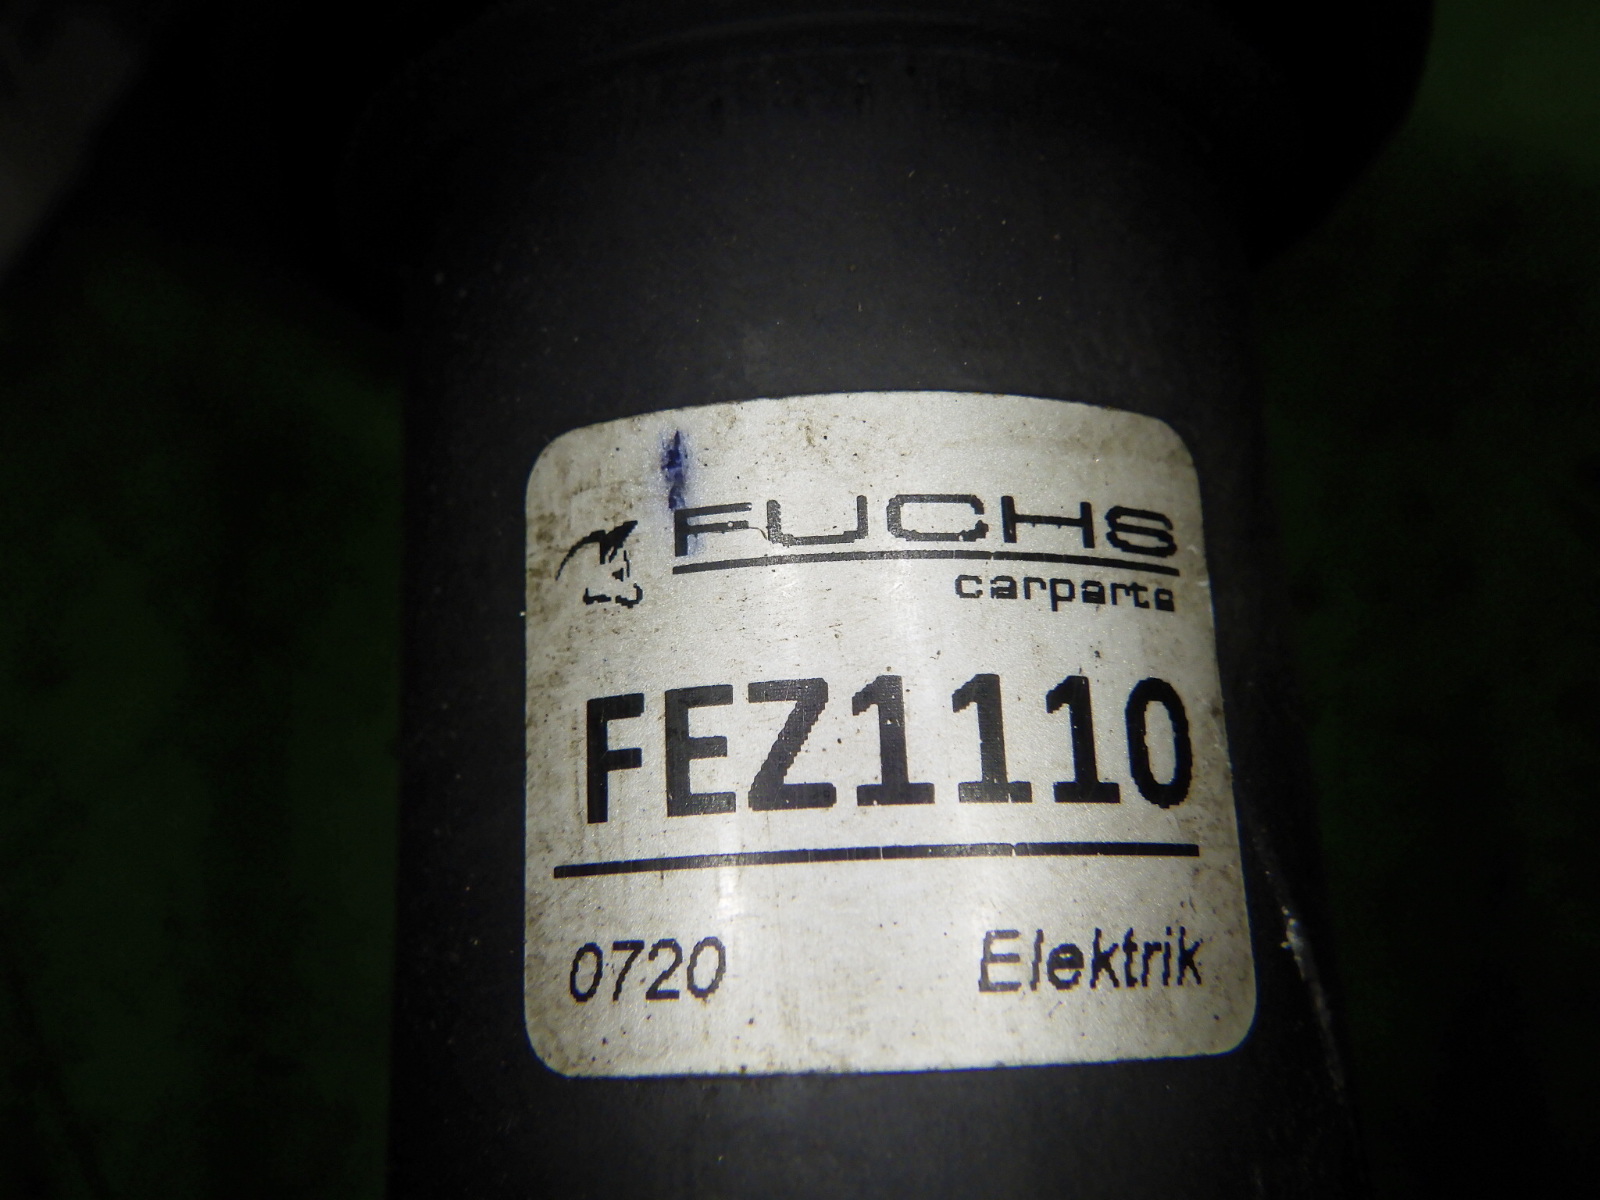 FUCHS
carparts
FEZ1110
0720 Elektrik